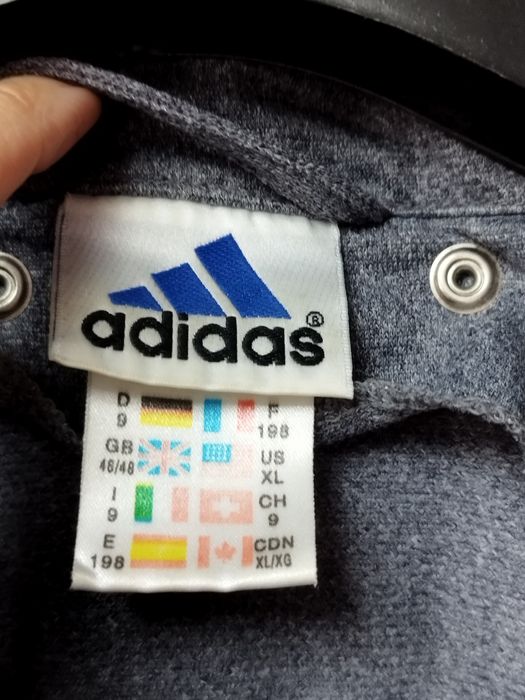 adidas®
D 9 F 198
GB 46/48 US XL
I 9 CH 9
E 198 CDN XL/XG